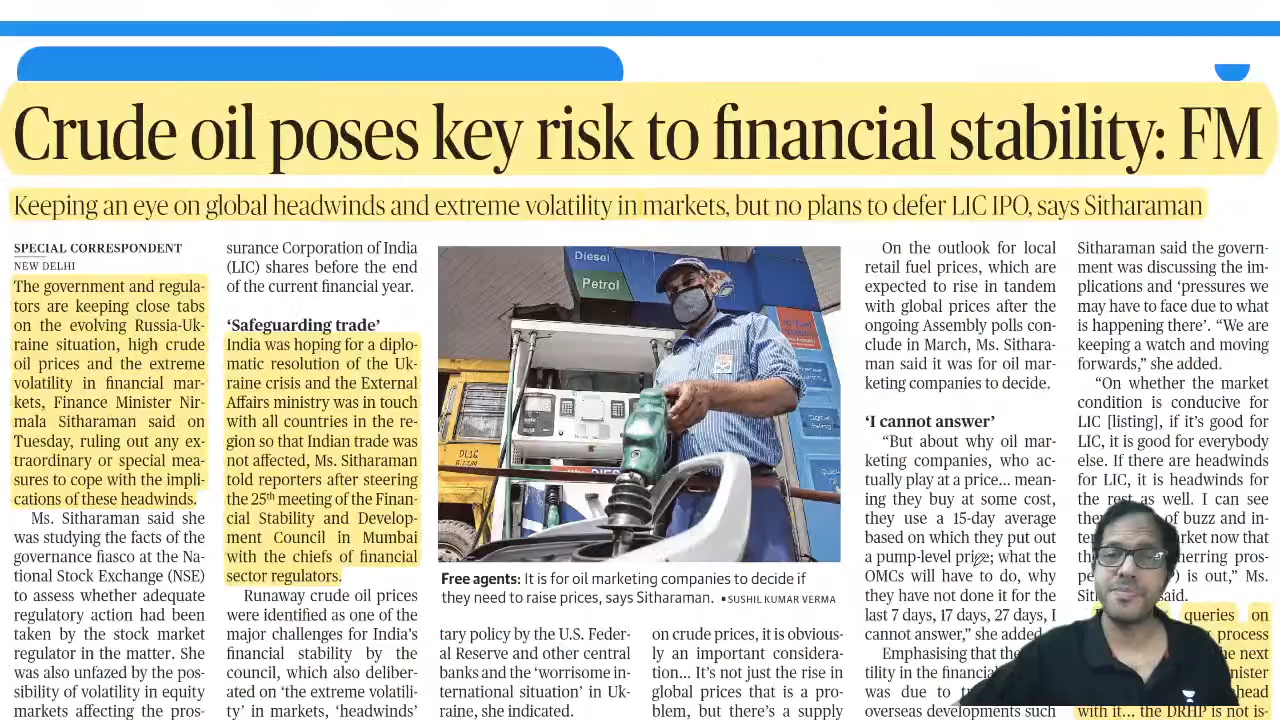 Crude oil poses key risk to financial stability: FM
Keeping an eye on global headwinds and extreme volatility in markets, but no plans to defer LIC IPO, says Sitharaman
SPECIAL CORRESPONDENT
NEW DELHI
The government and regula-
tors are keeping close tabs
on the evolving Russia-Uk-
raine situation, high crude
oil prices and the extreme
volatility in financial mar-
kets, Finance Minister Nir-
mala Sitharaman said on
Tuesday, ruling out any ex-
traordinary or special mea-
sures to cope with the impli-
cations of these headwinds.
Ms. Sitharaman said she
was studying the facts of the
governance fiasco at the Na-
tional Stock Exchange (NSE)
to assess whether adequate
regulatory action had been
taken by the stock market
regulator in the matter. She
was also unfazed by the pos-
sibility of volatility in equity
markets affecting the pros-
surance Corporation of India
(LIC) shares before the end
of the current financial year.
'Safeguarding trade'
India was hoping for a diplo-
matic resolution of the Uk-
raine crisis and the External
Affairs ministry was in touch
with all countries in the re-
gion so that Indian trade was
not affected, Ms. Sitharaman
told reporters after steering
the 25th meeting of the Finan-
cial Stability and Develop-
ment Council in Mumbai
with the chiefs of financial
sector regulators.
Runaway crude oil prices
were identified as one of the
major challenges for India's
financial stability by the
council, which also deliber-
ated on 'the extreme volatili-
ty' in markets, 'headwinds'
Diesel
Petrol
Free agents: It is for oil marketing companies to decide if
they need to raise prices, says Sitharaman. ■SUSHIL KUMAR VERMA
tary policy by the U.S. Feder-
al Reserve and other central
banks and the 'worrisome in-
ternational situation' in Uk-
raine, she indicated.
on crude prices, it is obvious-
ly an important considera-
tion... It's not just the rise in
global prices that is a pro-
blem, but there's a supply
On the outlook for local
retail fuel prices, which are
expected to rise in tandem
with global prices after the
ongoing Assembly polls con-
clude in March, Ms. Sithara-
man said it was for oil mar-
keting companies to decide.
'I cannot answer'
"But about why oil mar-
keting companies, who ac-
tually play at a price... mean-
ing they buy at some cost,
they use a 15-day average
based on which they put out
a pump-level price; what the
OMCs will have to do, why
they have not done it for the
last 7 days, 17 days, 27 days, I
cannot answer," she added.
Emphasising that the
tility in the financial
was due to
overseas developments such
Sitharaman said the govern-
ment was discussing the im-
plications and 'pressures we
may have to face due to what
is happening there'. "We are
keeping a watch and moving
forwards," she added.
"On whether the market
condition is conducive for
LIC [listing], if it's good for
LIC, it is good for everybody
else. If there are headwinds
for LIC, it is headwinds for
the rest as well. I can see
of buzz and in-
market now that
herring pros-
is out," Ms.
said.
queries on
process
next
ahead
with it... the DRHP is not is-